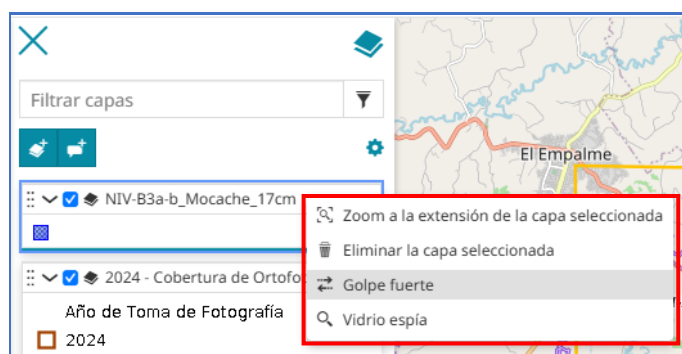 Filtrar capas
El Empalme
NIV-B3a-b_Mocache_17cm
Zoom a la extensión de la capa seleccionada
Eliminar la capa seleccionada
2024 - Cobertura de Ortofo
Golpe fuerte
Año de Toma de Fotografía
Vidrio espía
2024